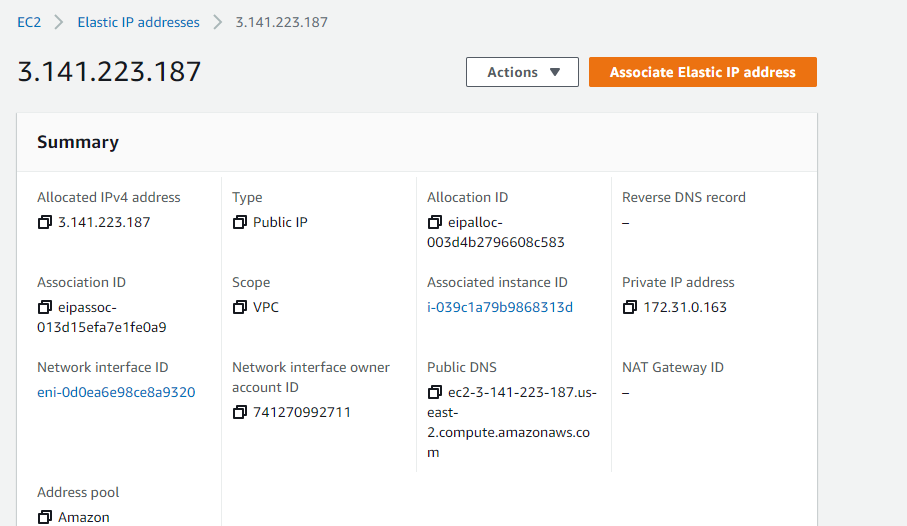 EC2 > Elastic IP addresses > 3.141.223.187
3.141.223.187
Actions ▼
Associate Elastic IP address
Summary
Allocated IPv4 address
3.141.223.187
Type
Public IP
Allocation ID
eipalloc-
003d4b2796608c583
Reverse DNS record
–
Association ID
eipassoc-
013d15efa7e1fe0a9
Scope
VPC
Associated instance ID
i-039c1a79b9868313d
Private IP address
172.31.0.163
Network interface ID
eni-0d0ea6e98ce8a9320
Network interface owner
account ID
741270992711
Public DNS
ec2-3-141-223-187.us-
east-
2.compute.amazonaws.co
m
NAT Gateway ID
–
Address pool
Amazon